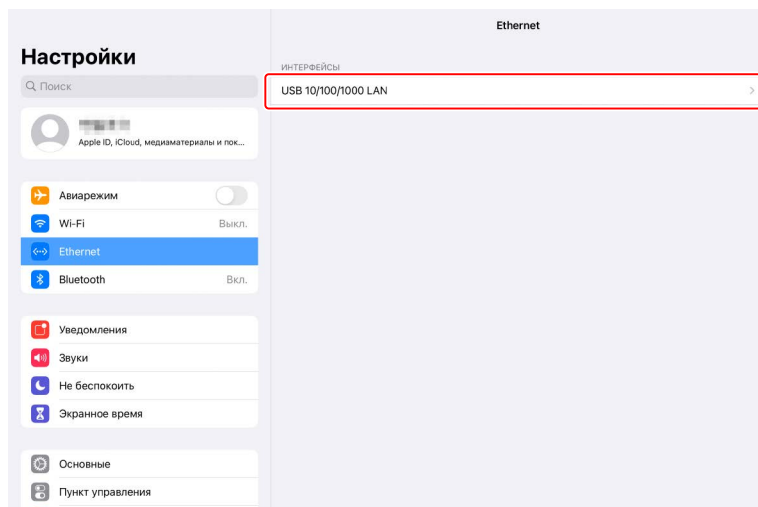 Ethernet
Настройки
ИНТЕРФЕЙСЫ
Поиск
USB 10/100/1000 LAN
Apple ID, iCloud, медиаматериалы и пок...
Авиарежим
Wi-Fi Выкл.
Ethernet
Bluetooth Вкл.
Уведомления
Звуки
Не беспокоить
Экранное время
Основные
Пункт управления